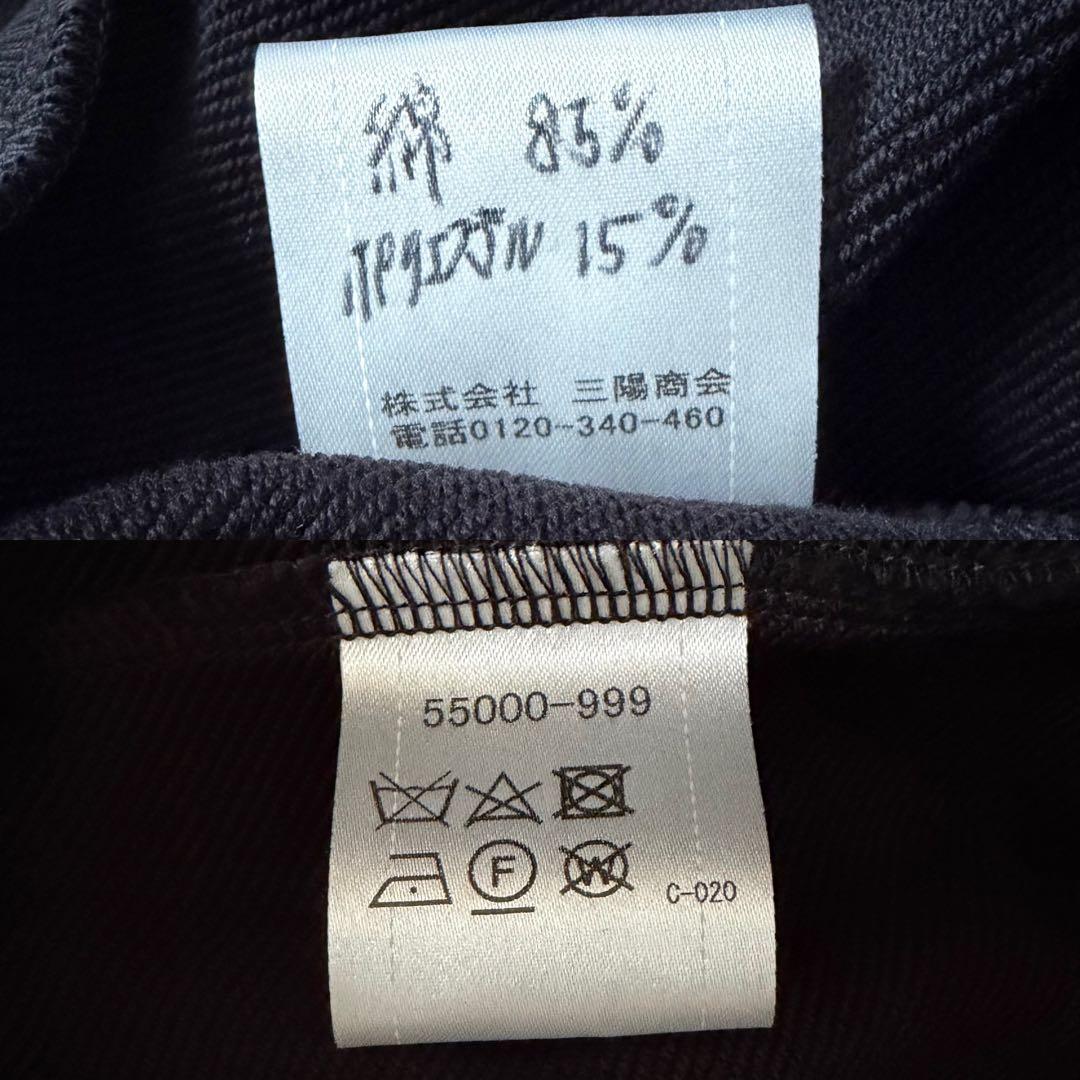 綿 85%
ポリエステル 15%
株式会社 三陽商会
電話0120-340-460
55000-999
F
W
C-020